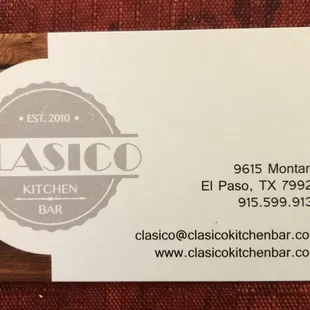 • EST. 2010 •
LASICO
KITCHEN
BAR
9615 Montan
El Paso, TX 7992
915.599.913
clasico@clasicokitchenbar.co
www.clasicokitchenbar.co